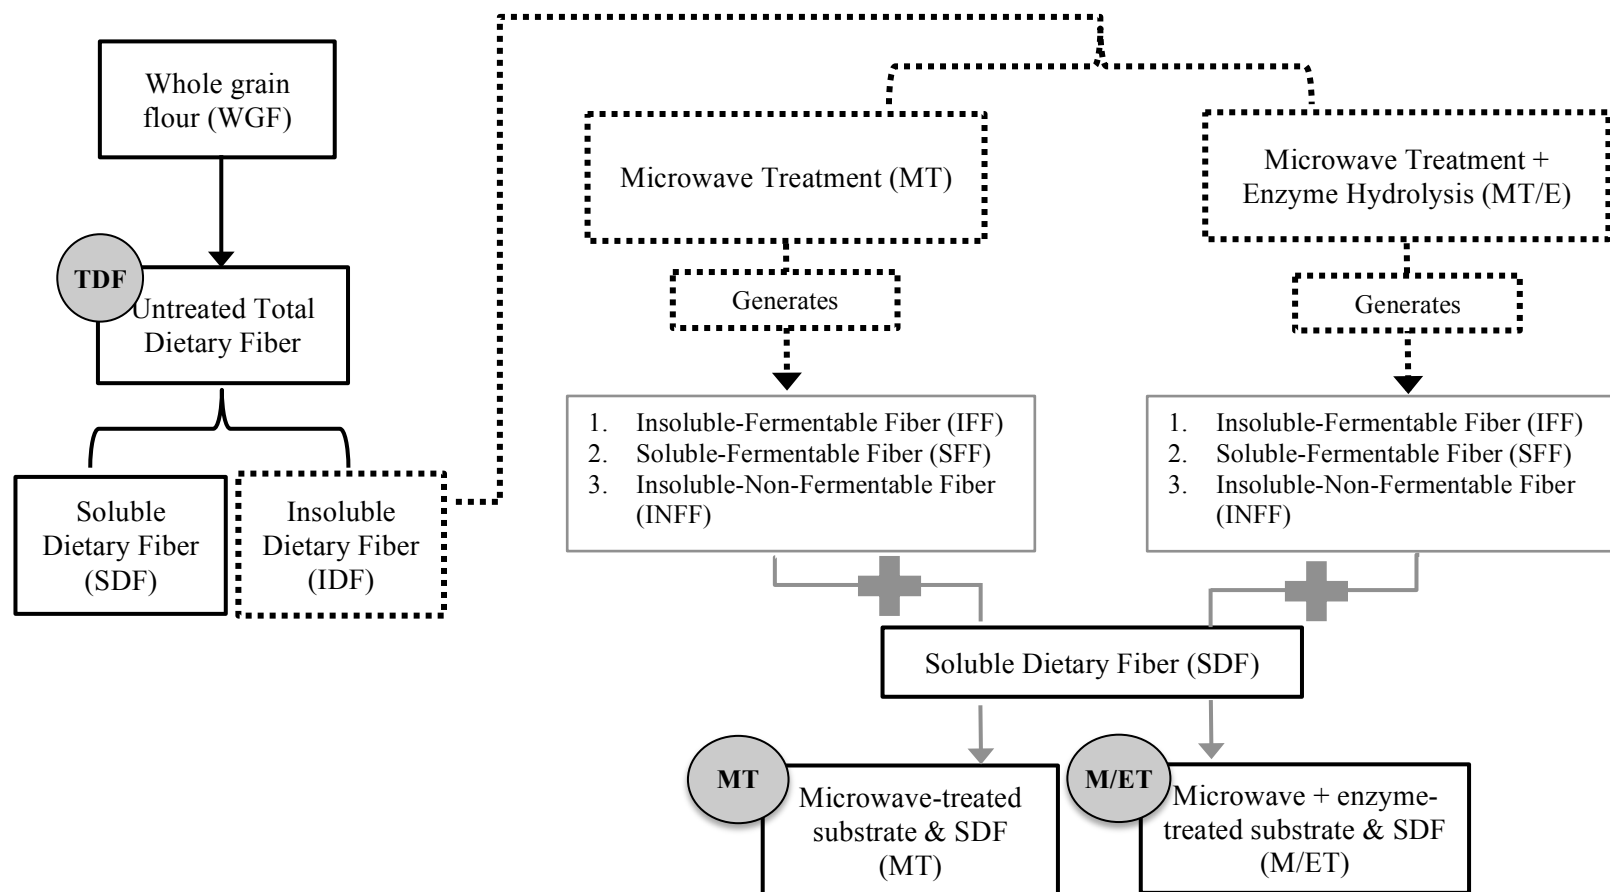 Whole grain
flour (WGF)
TDF
Untreated Total
Dietary Fiber
Soluble
Dietary Fiber
(SDF)
Insoluble
Dietary Fiber
(IDF)
Microwave Treatment (MT)
Generates
1. Insoluble-Fermentable Fiber (IFF)
2. Soluble-Fermentable Fiber (SFF)
3. Insoluble-Non-Fermentable Fiber
(INFF)
Microwave Treatment +
Enzyme Hydrolysis (MT/E)
Generates
1. Insoluble-Fermentable Fiber (IFF)
2. Soluble-Fermentable Fiber (SFF)
3. Insoluble-Non-Fermentable Fiber
(INFF)
Soluble Dietary Fiber (SDF)
MT
Microwave-treated
substrate & SDF
(MT)
M/ET
Microwave + enzyme-
treated substrate & SDF
(M/ET)